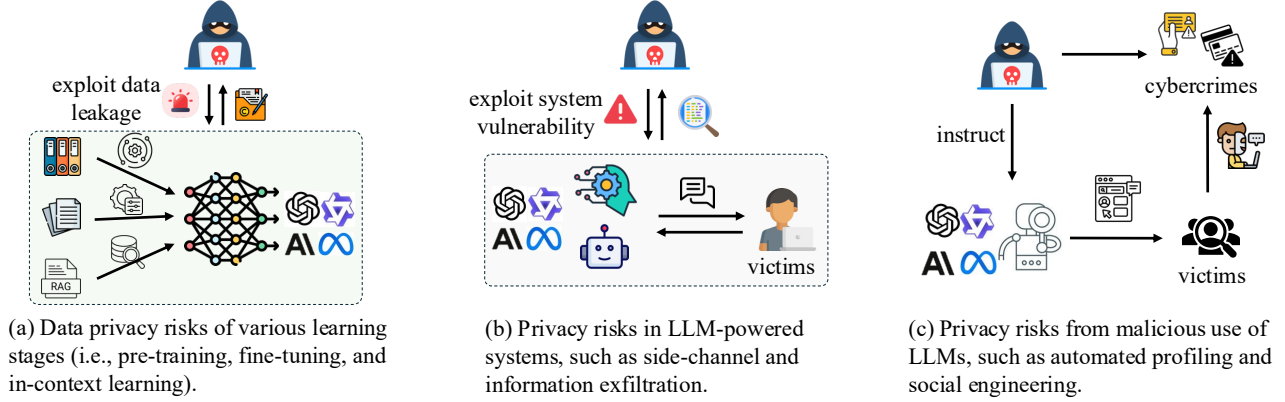 exploit data
leakage
RAG
(a) Data privacy risks of various learning
stages (i.e., pre-training, fine-tuning, and
in-context learning).
exploit system
vulnerability
victims
(b) Privacy risks in LLM-powered
systems, such as side-channel and
information exfiltration.
cybercrimes
instruct
victims
(c) Privacy risks from malicious use of
LLMs, such as automated profiling and
social engineering.